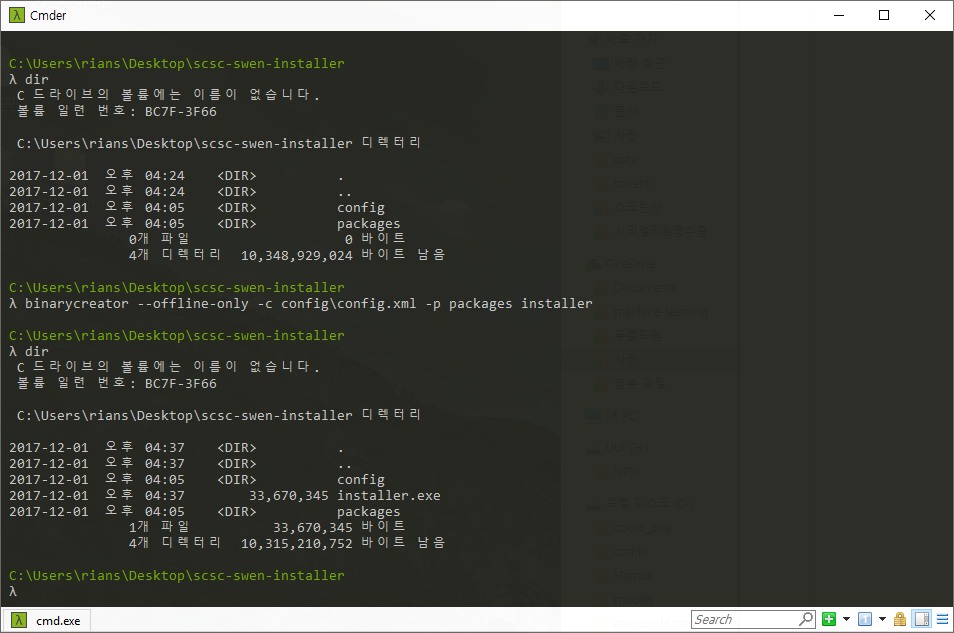 Cmder
C:\Users\rians\Desktop\scsc-swen-installer
λ dir
C 드라이브의 볼륨에는 이름이 없습니다.
볼륨 일련 번호: BC7F-3F66
C:\Users\rians\Desktop\scsc-swen-installer 디렉터리
2017-12-01 오후 04:24 <DIR> .
2017-12-01 오후 04:24 <DIR> ..
2017-12-01 오후 04:05 <DIR> config
2017-12-01 오후 04:05 <DIR> packages
0개 파일 0 바이트
4개 디렉터리 10,348,929,024 바이트 남음
C:\Users\rians\Desktop\scsc-swen-installer
λ binarycreator --offline-only -c config\config.xml -p packages installer
C:\Users\rians\Desktop\scsc-swen-installer
λ dir
C 드라이브의 볼륨에는 이름이 없습니다.
볼륨 일련 번호: BC7F-3F66
C:\Users\rians\Desktop\scsc-swen-installer 디렉터리
2017-12-01 오후 04:37 <DIR> .
2017-12-01 오후 04:37 <DIR> ..
2017-12-01 오후 04:05 <DIR> config
2017-12-01 오후 04:37 33,670,345 installer.exe
2017-12-01 오후 04:05 <DIR> packages
1개 파일 33,670,345 바이트
4개 디렉터리 10,315,210,752 바이트 남음
C:\Users\rians\Desktop\scsc-swen-installer
λ
λ cmd.exe
Search